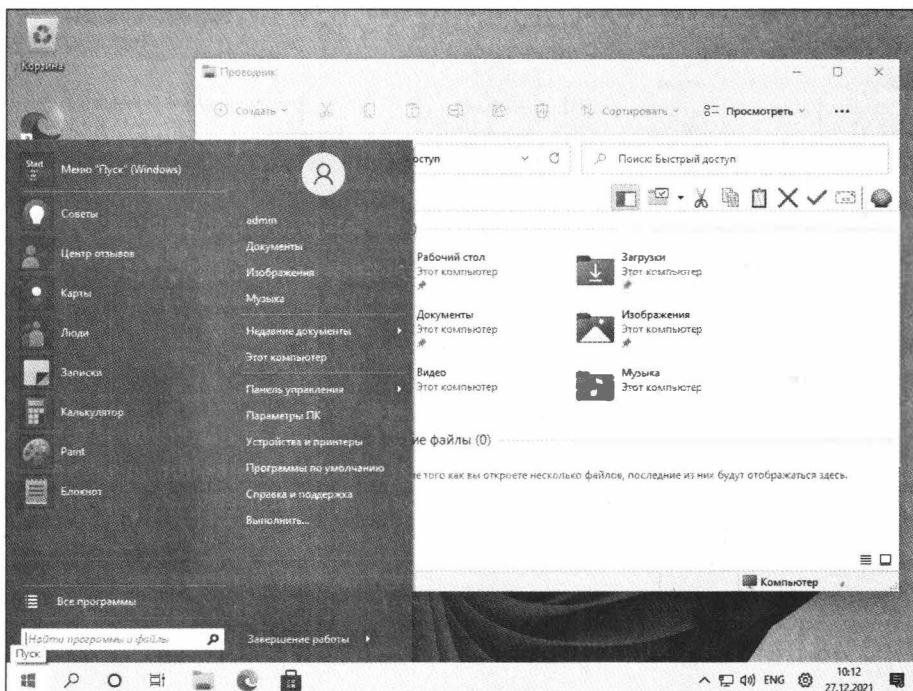 Корзина
Проводник
Создать
Сортировать
Просмотреть
ступ
Поиск: Быстрый доступ
Start
Меню "Пуск" (Windows)
Советы
Центр отзывов
Карты
Люди
Записки
Калькулятор
Paint
Блокнот
Все программы
Найти программы и файлы
Пуск
admin
Документы
Изображения
Музыка
Недавние документы
Этот компьютер
Панель управления
Параметры ПК
Устройства и принтеры
Программы по умолчанию
Справка и поддержка
Выполнить...
Завершение работы
Рабочий стол
Этот компьютер
Загрузки
Этот компьютер
Документы
Этот компьютер
Изображения
Этот компьютер
Видео
Этот компьютер
Музыка
Этот компьютер
ие файлы (0)
ие того как вы откроете несколько файлов, последние из них будут отображаться здесь.
Компьютер
ENG
10:12
27.12.2021